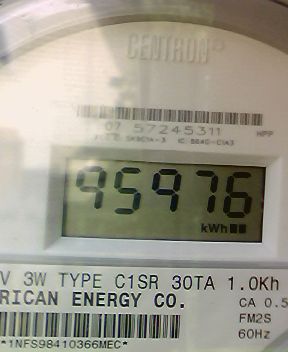 CENTRON®
07 57245311 HPP
95976
kWh
V 3W TYPE C1SR 30TA 1.0Kh
RICAN ENERGY CO.
CA 0.5
FM2S
60Hz
*1NFS98410366MEC*